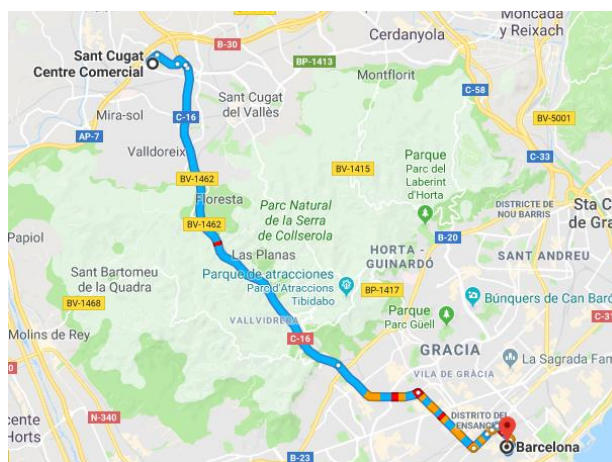 Sant Cugat
Centre Comercial
B-30
Cerdanyola
Moncada
y Reixach
BP-1413
Montflorit
C-58
Mira-sol
C-16
Sant Cugat
del Vallès
BV-5001
AP-7
Valldoreix
C-33
BV-1462
BV-1415
Parque
Parc del
Laberint
d'Horta
Floresta
Parc Natural
de la Serra
de Collserola
DISTRICTE DE
NOU BARRIS
Sta C
de Gra
BV-1462
Papiol
B-20
Las Planas
HORTA -
GUINARDÓ
SANT ANDREU
Sant Bartomeu
de la Quadra
Parque de atracciones
Parc d'Atraccions
Tibidabo
BP-1417
Búnquers de Can Baró
BV-1468
VALLVIDRERA
Parque
Parc Güell
C-31
Molins de Rey
C-16
GRACIA
VILA DE GRÀCIA
La Sagrada Fam
N-340
DISTRITO DEL
ENSANCHE
cente
Horts
B-23
Barcelona